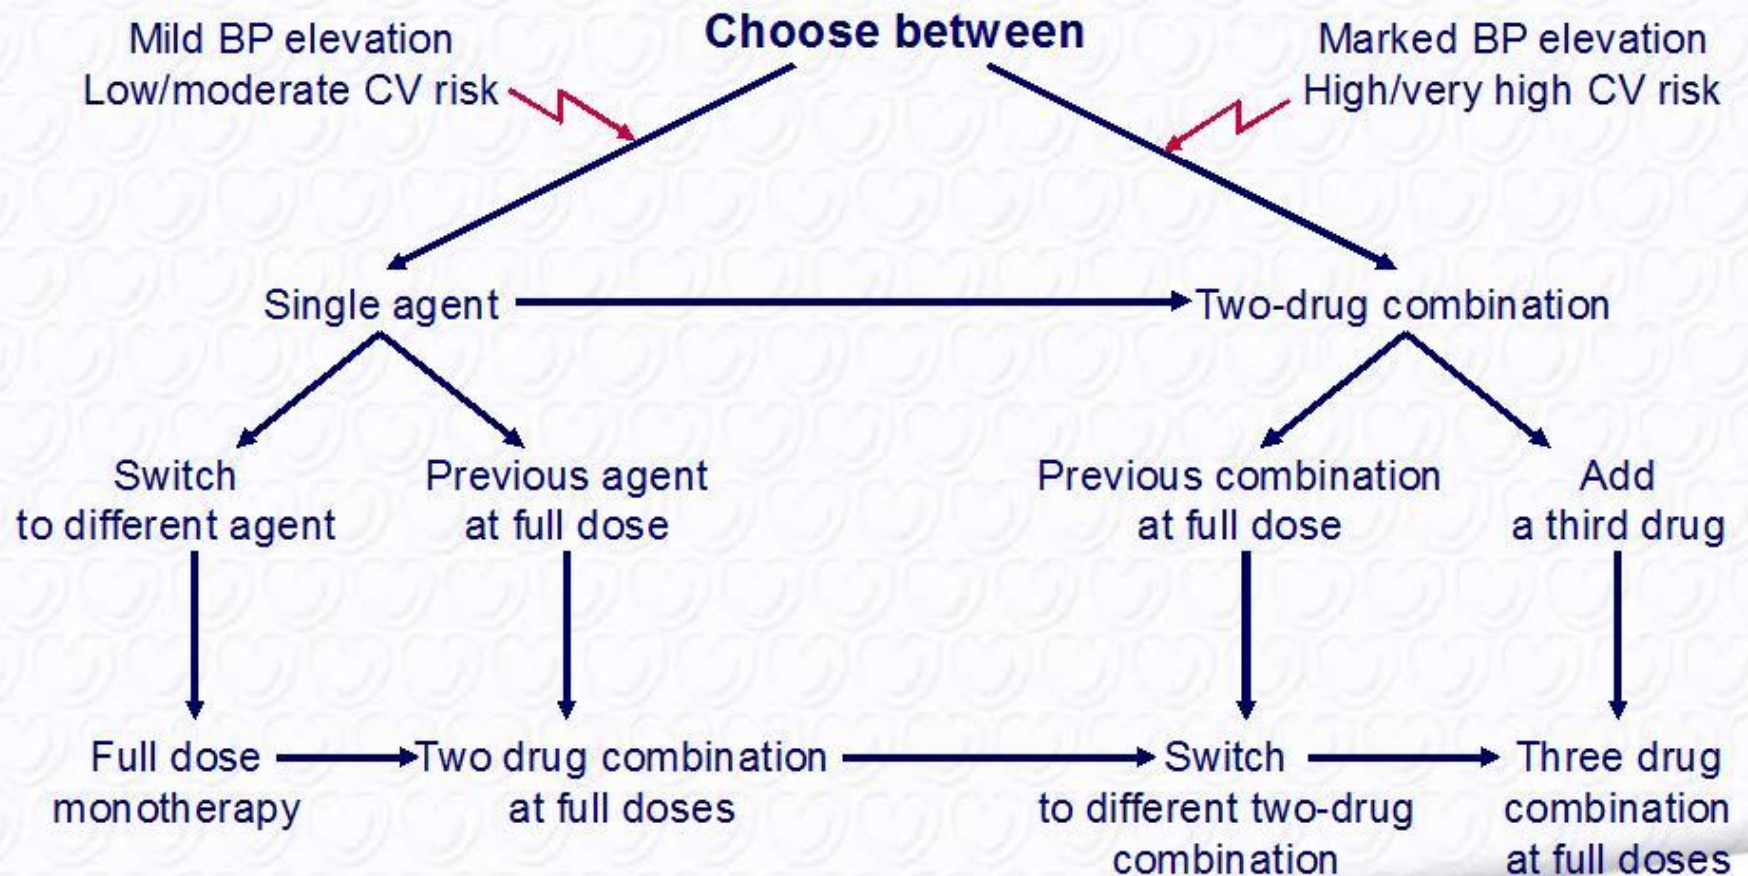 Choose between
Mild BP elevation
Low/moderate CV risk
Marked BP elevation
High/very high CV risk
Single agent
Two-drug combination
Switch
to different agent
Previous agent
at full dose
Previous combination
at full dose
Add
a third drug
Full dose
monotherapy
Two drug combination
at full doses
Switch
to different two-drug
combination
Three drug
combination
at full doses